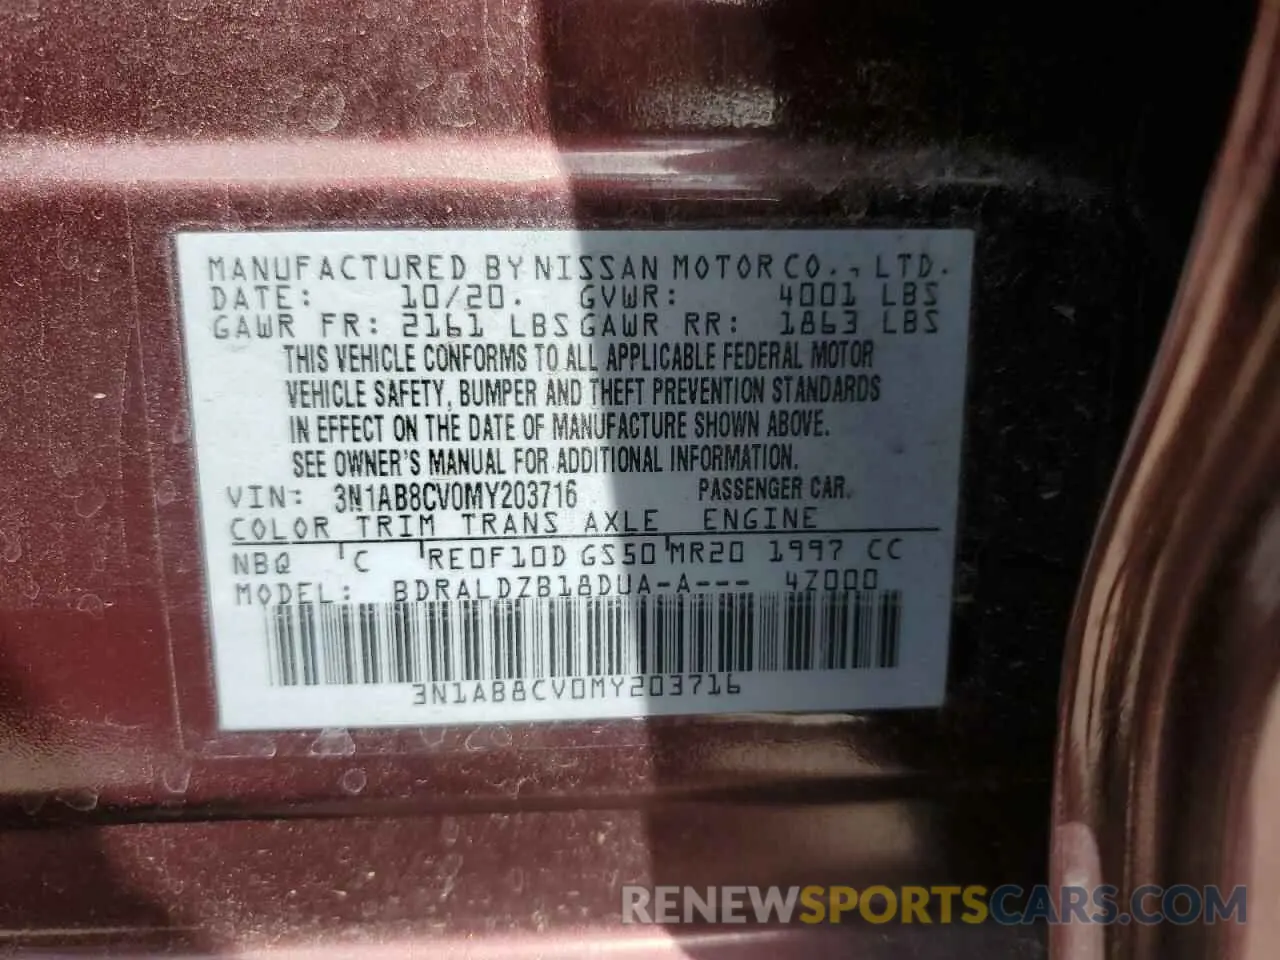 MANUFACTURED BY NISSAN MOTOR CO., LTD.
DATE: 10/20. GVWR: 4001 LBS
GAWR FR: 2161 LBS GAWR RR: 1863 LBS
THIS VEHICLE CONFORMS TO ALL APPLICABLE FEDERAL MOTOR
VEHICLE SAFETY, BUMPER AND THEFT PREVENTION STANDARDS
IN EFFECT ON THE DATE OF MANUFACTURE SHOWN ABOVE.
SEE OWNER'S MANUAL FOR ADDITIONAL INFORMATION.
VIN: 3N1AB8CV0MY203716 PASSENGER CAR.
COLOR TRIM TRANS AXLE ENGINE
NBQ C RE0F10D GS50 MR20 1997 CC
MODEL: BDRALDZB18DUA-A--- 4Z000
3N1AB8CV0MY203716
RENEWSPORTSCARS.COM